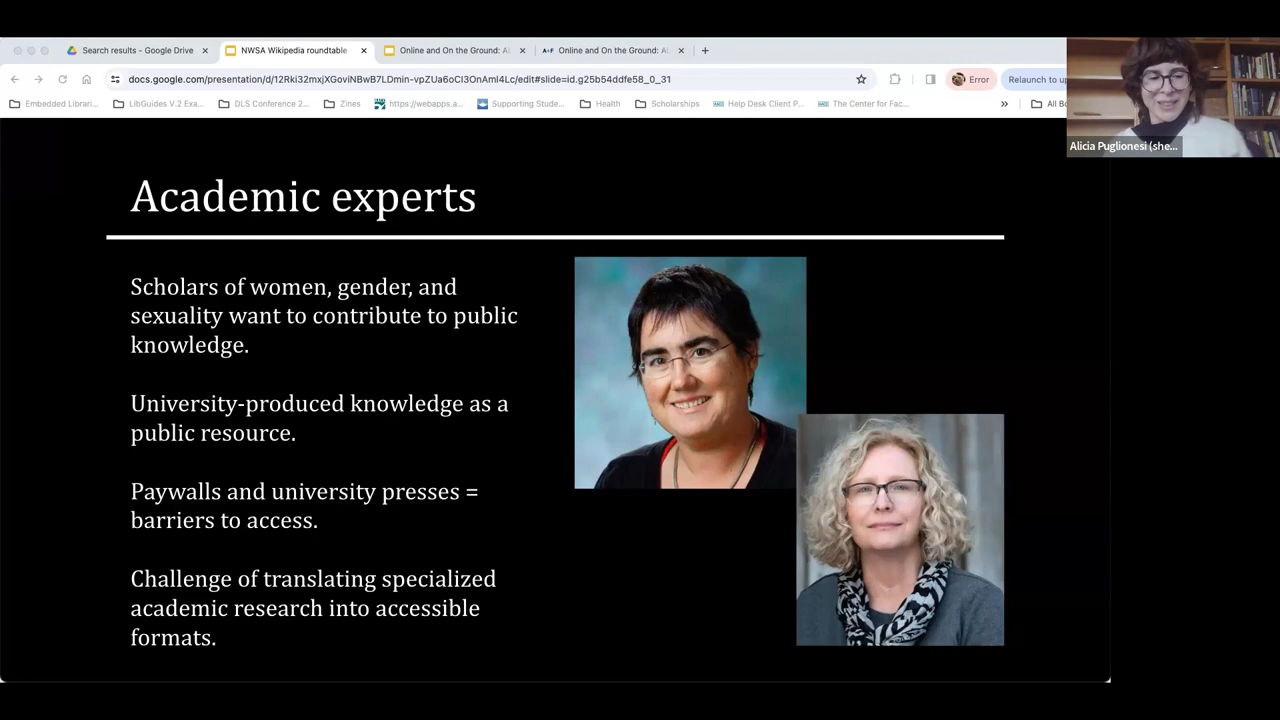 Search results - Google Drive
NWSA Wikipedia roundtable
Online and On the Ground: A
A+F Online and On the Ground: A
docs.google.com/presentation/d/12Rki32mxjXGoviNBwB7LDmin-vpZUa6oCl3OnAml4Lc/edit#slide=id.g25b54ddfe58_0_31
Error
Relaunch to up
Embedded Librari...
LibGuides V.2 Exa...
DLS Conference 2...
Zines
https://webapps.a...
Supporting Stude...
Health
Scholarships
Help Desk Client P...
The Center for Fac...
»
All Bo
Alicia Puglionesi (she...
Academic experts
Scholars of women, gender, and
sexuality want to contribute to public
knowledge.
University-produced knowledge as a
public resource.
Paywalls and university presses =
barriers to access.
Challenge of translating specialized
academic research into accessible
formats.